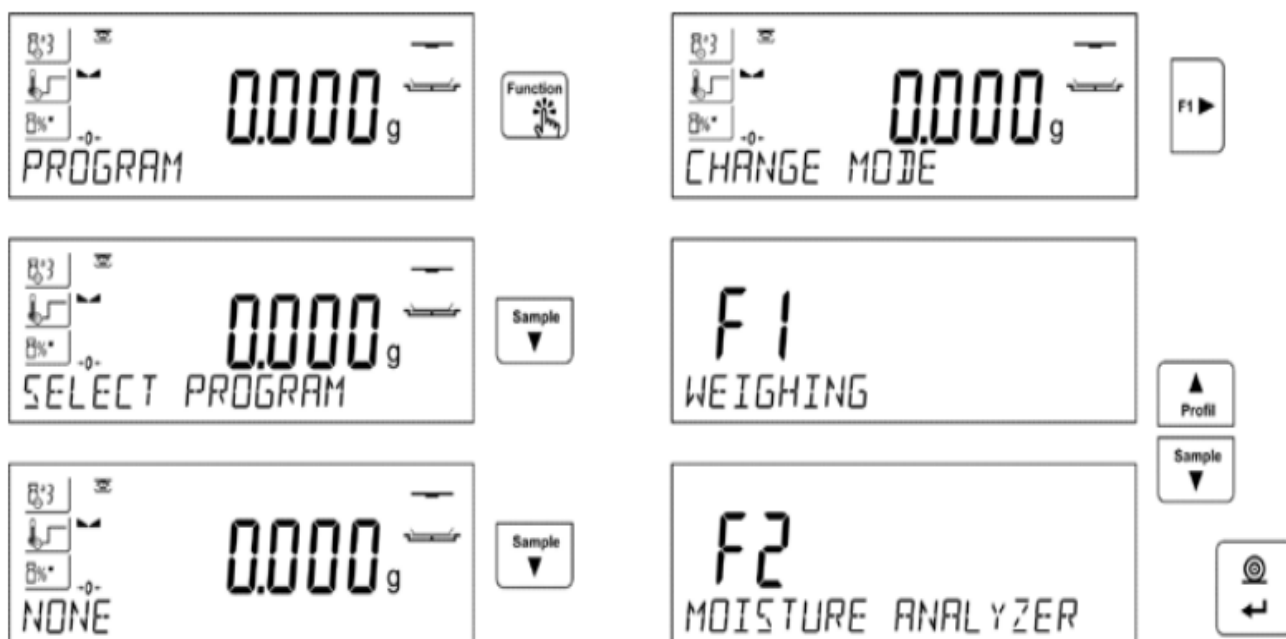 0.000 g
PROGRAM
Function
SELECT PROGRAM
0.000 g
Sample
NONE
0.000 g
Sample
0.000 g
CHANGE MODE
F1
F1
WEIGHING
Profil
Sample
F2
MOISTURE ANALYZER